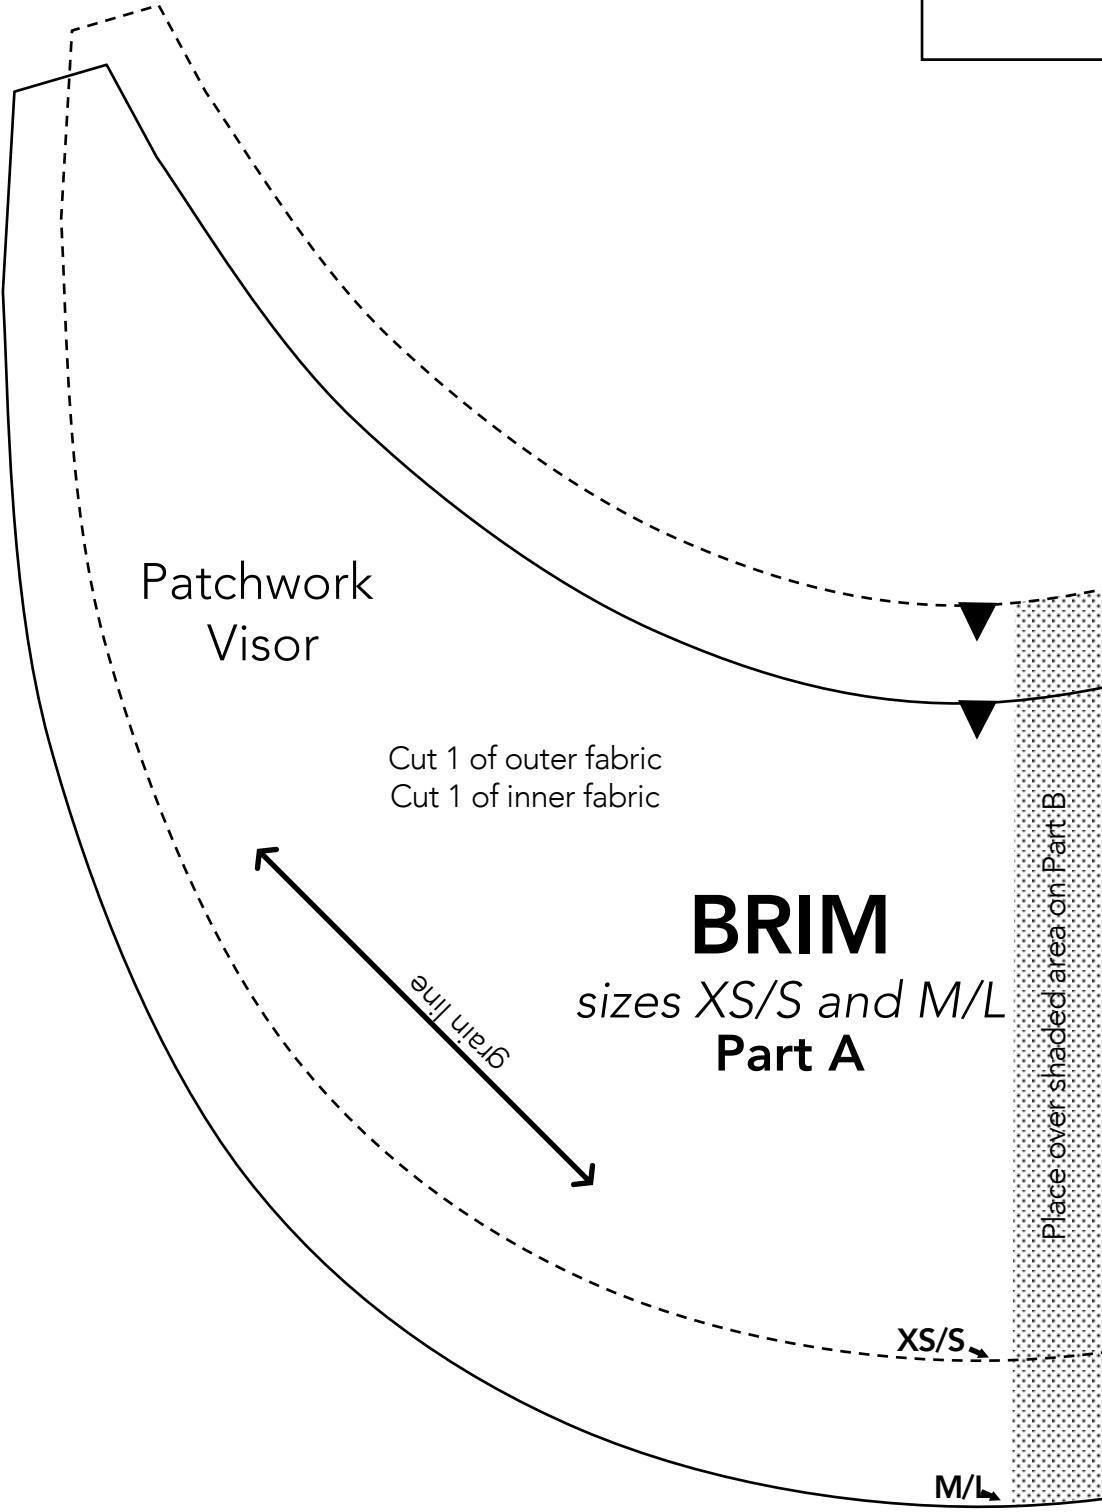 Patchwork
Visor
Cut 1 of outer fabric
Cut 1 of inner fabric
BRIM
sizes XS/S and M/L
Part A
grain line
Place over shaded area on Part B
XS/S
M/L